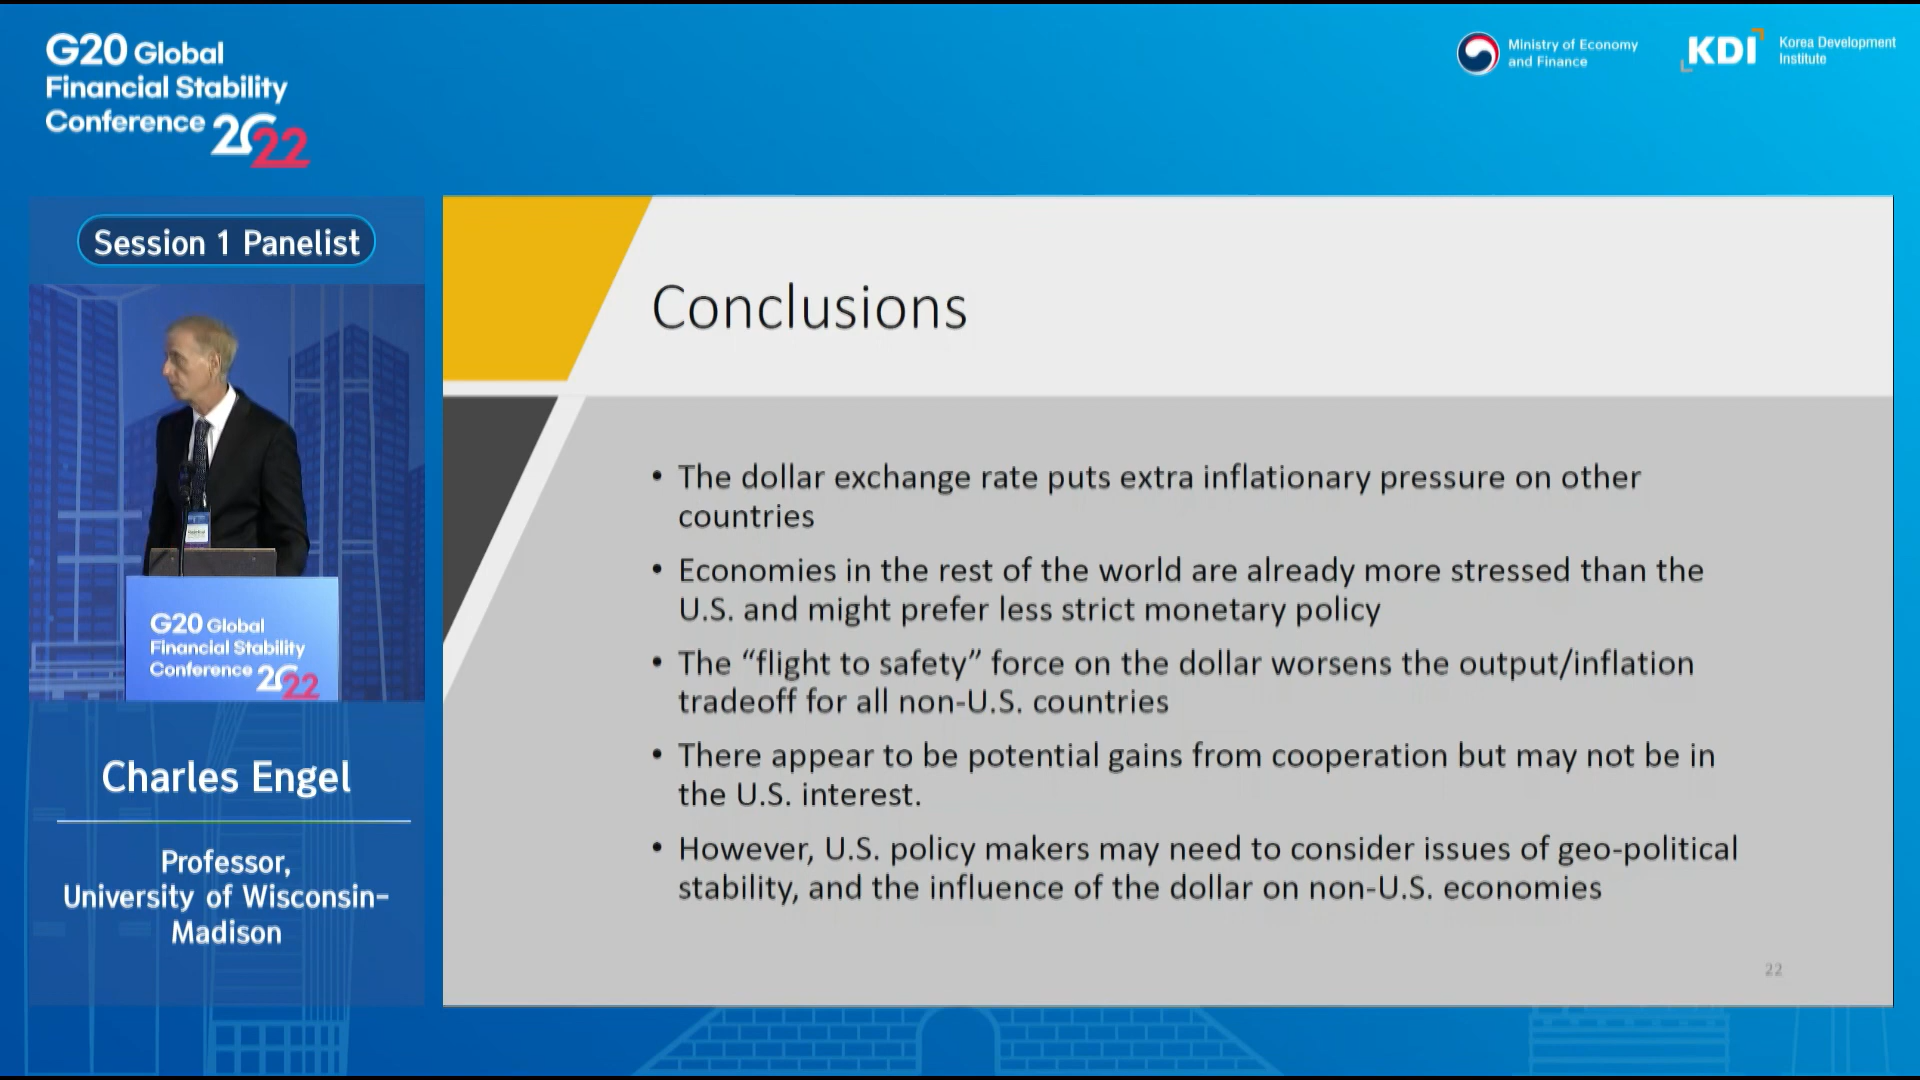 G20 Global
Financial Stability
Conference 2022
Ministry of Economy
and Finance
KDI
Korea Development
Institute
Session 1 Panelist
G20 Global
Financial Stability
Conference 2022
Charles Engel
Professor,
University of Wisconsin-
Madison
Conclusions
• The dollar exchange rate puts extra inflationary pressure on other
countries
• Economies in the rest of the world are already more stressed than the
U.S. and might prefer less strict monetary policy
• The “flight to safety” force on the dollar worsens the output/inflation
tradeoff for all non-U.S. countries
• There appear to be potential gains from cooperation but may not be in
the U.S. interest.
• However, U.S. policy makers may need to consider issues of geo-political
stability, and the influence of the dollar on non-U.S. economies
22